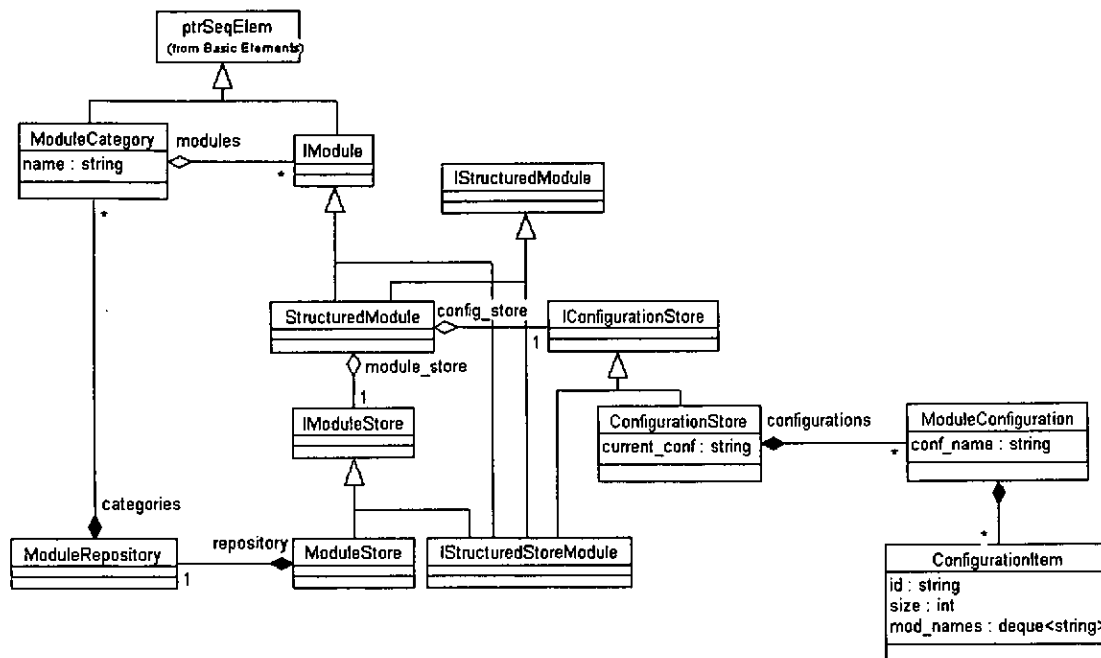 ptrSeqElem
(from Basic Elements)
ModuleCategory
name : string
modules
*
IModule
IStructuredModule
*
StructuredModule
config_store
1
IConfigurationStore
module_store
1
IModuleStore
ConfigurationStore
current_conf : string
configurations
*
ModuleConfiguration
conf_name : string
categories
ModuleRepository
1
repository
ModuleStore
IStructuredStoreModule
*
ConfigurationItem
id : string
size : int
mod_names : deque<string>